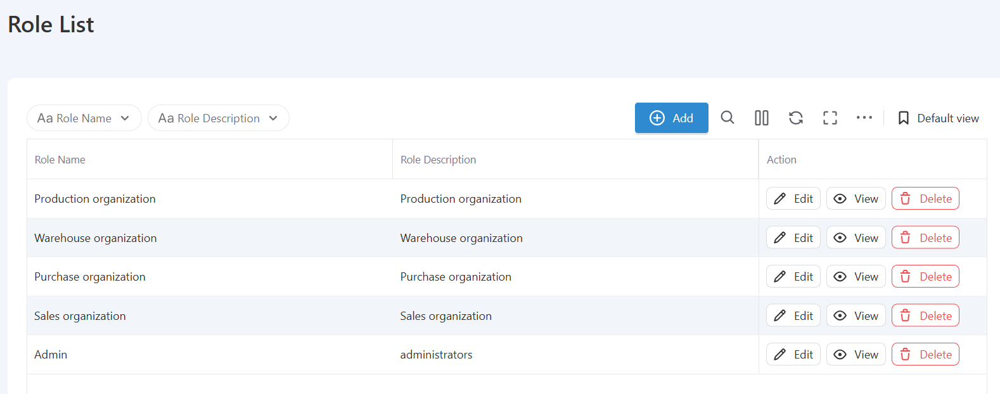 Role List
Aa Role Name Aa Role Description Add Default view
Role Name Role Description Action
Production organization Production organization Edit View Delete
Warehouse organization Warehouse organization Edit View Delete
Purchase organization Purchase organization Edit View Delete
Sales organization Sales organization Edit View Delete
Admin administrators Edit View Delete